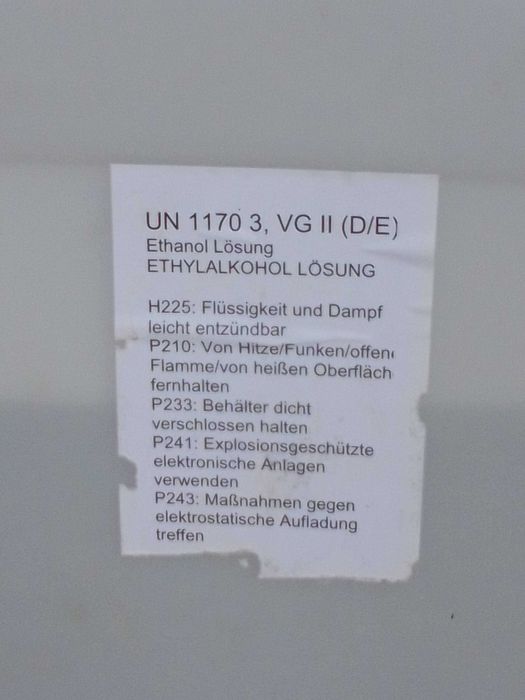 UN 1170 3, VG II (D/E)
Ethanol Lösung
ETHYLALKOHOL LÖSUNG
H225: Flüssigkeit und Dampf
leicht entzündbar
P210: Von Hitze/Funken/offen
Flamme/von heißen Oberfläch
fernhalten
P233: Behälter dicht
verschlossen halten
P241: Explosionsgeschützte
elektronische Anlagen
verwenden
P243: Maßnahmen gegen
elektrostatische Aufladung
treffen